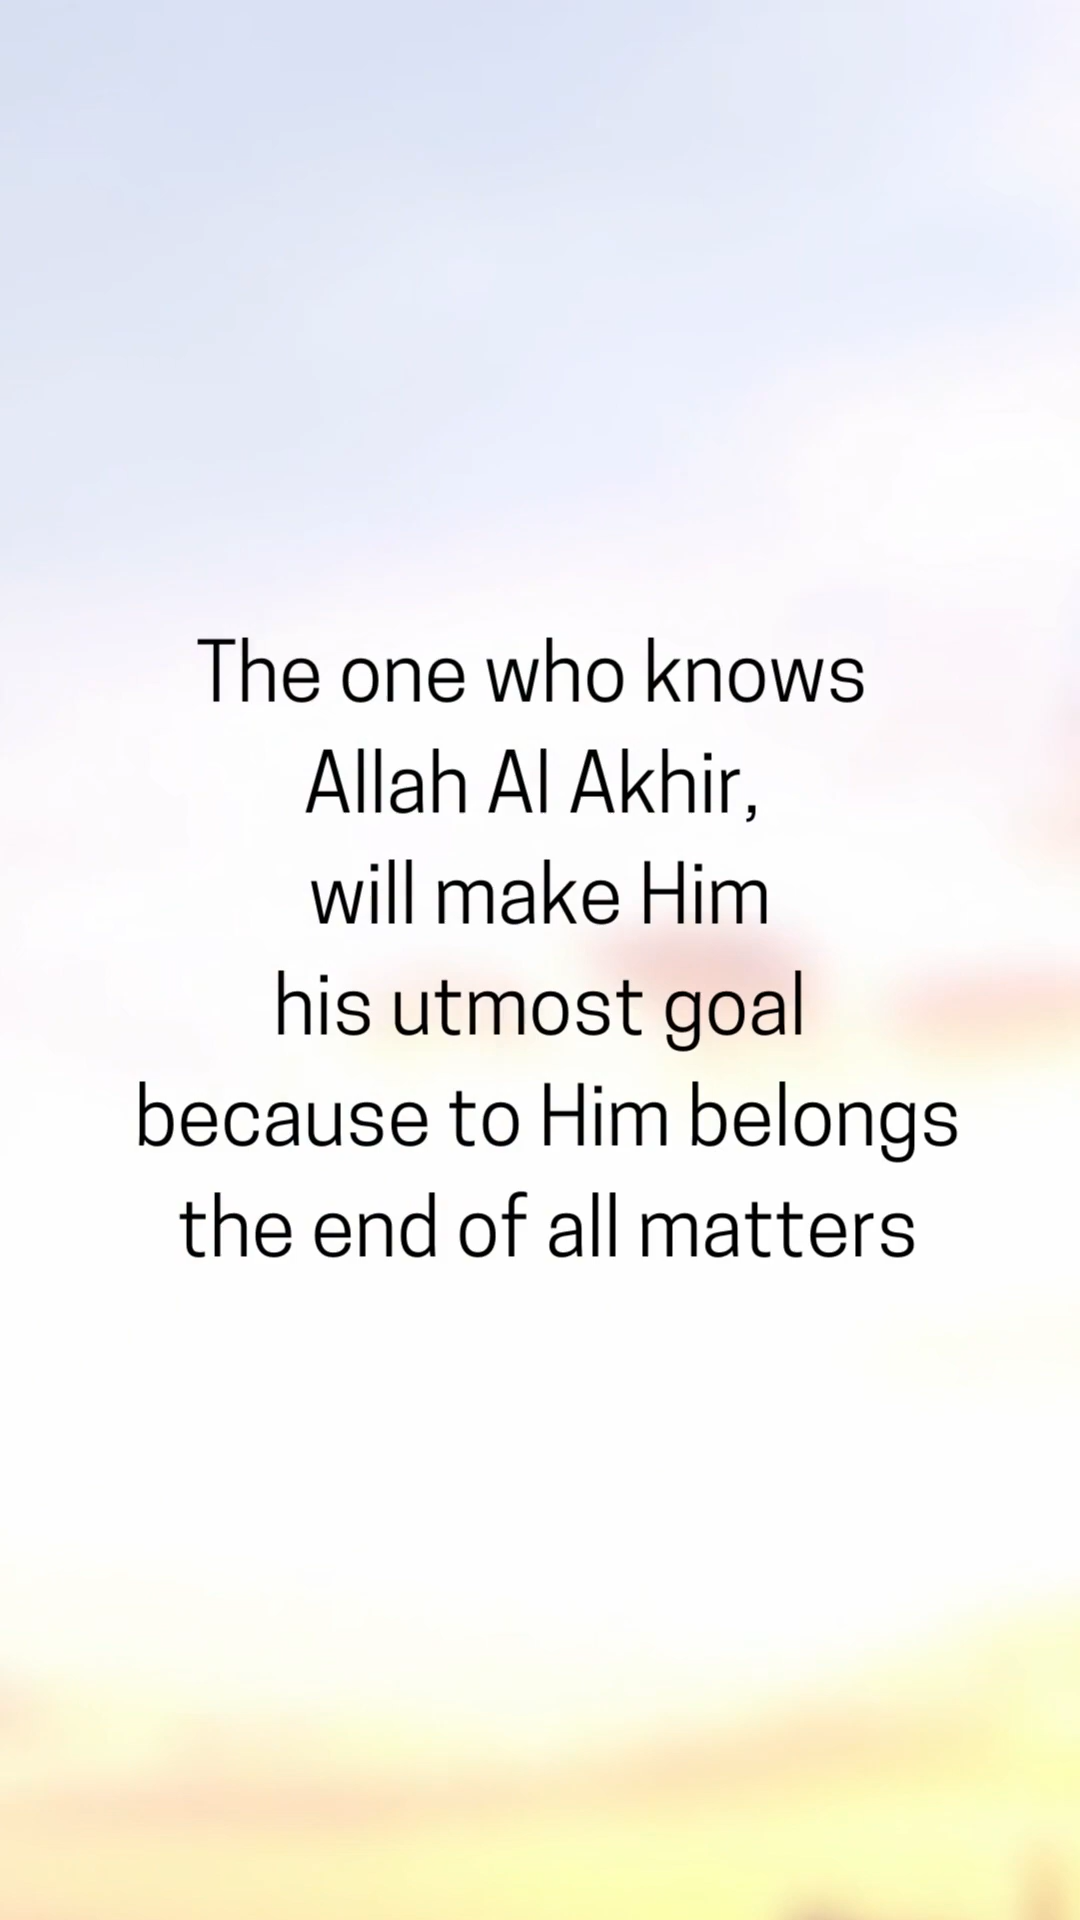 The one who knows
Allah Al Akhir,
will make Him
his utmost goal
because to Him belongs
the end of all matters